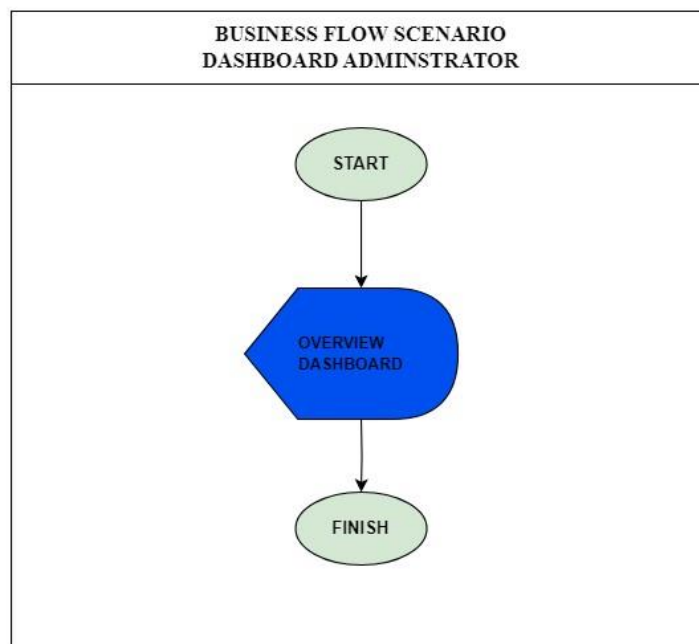 BUSINESS FLOW SCENARIO
DASHBOARD ADMINSTRATOR
START
OVERVIEW
DASHBOARD
FINISH